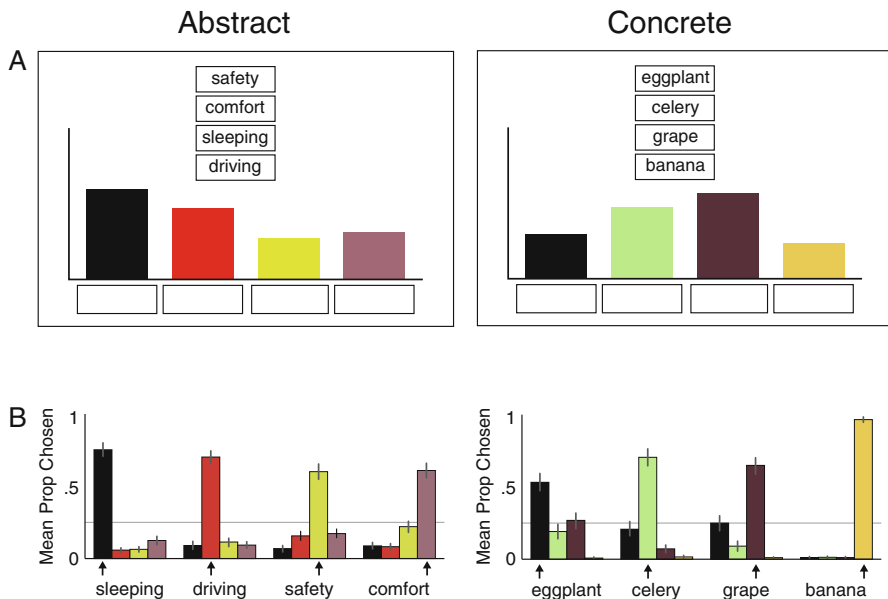 Abstract
Concrete
A
safety
comfort
sleeping
driving
eggplant
celery
grape
banana
B
Mean Prop Chosen
1
.5
0
sleeping driving safety comfort
Mean Prop Chosen
1
.5
0
eggplant celery grape banana